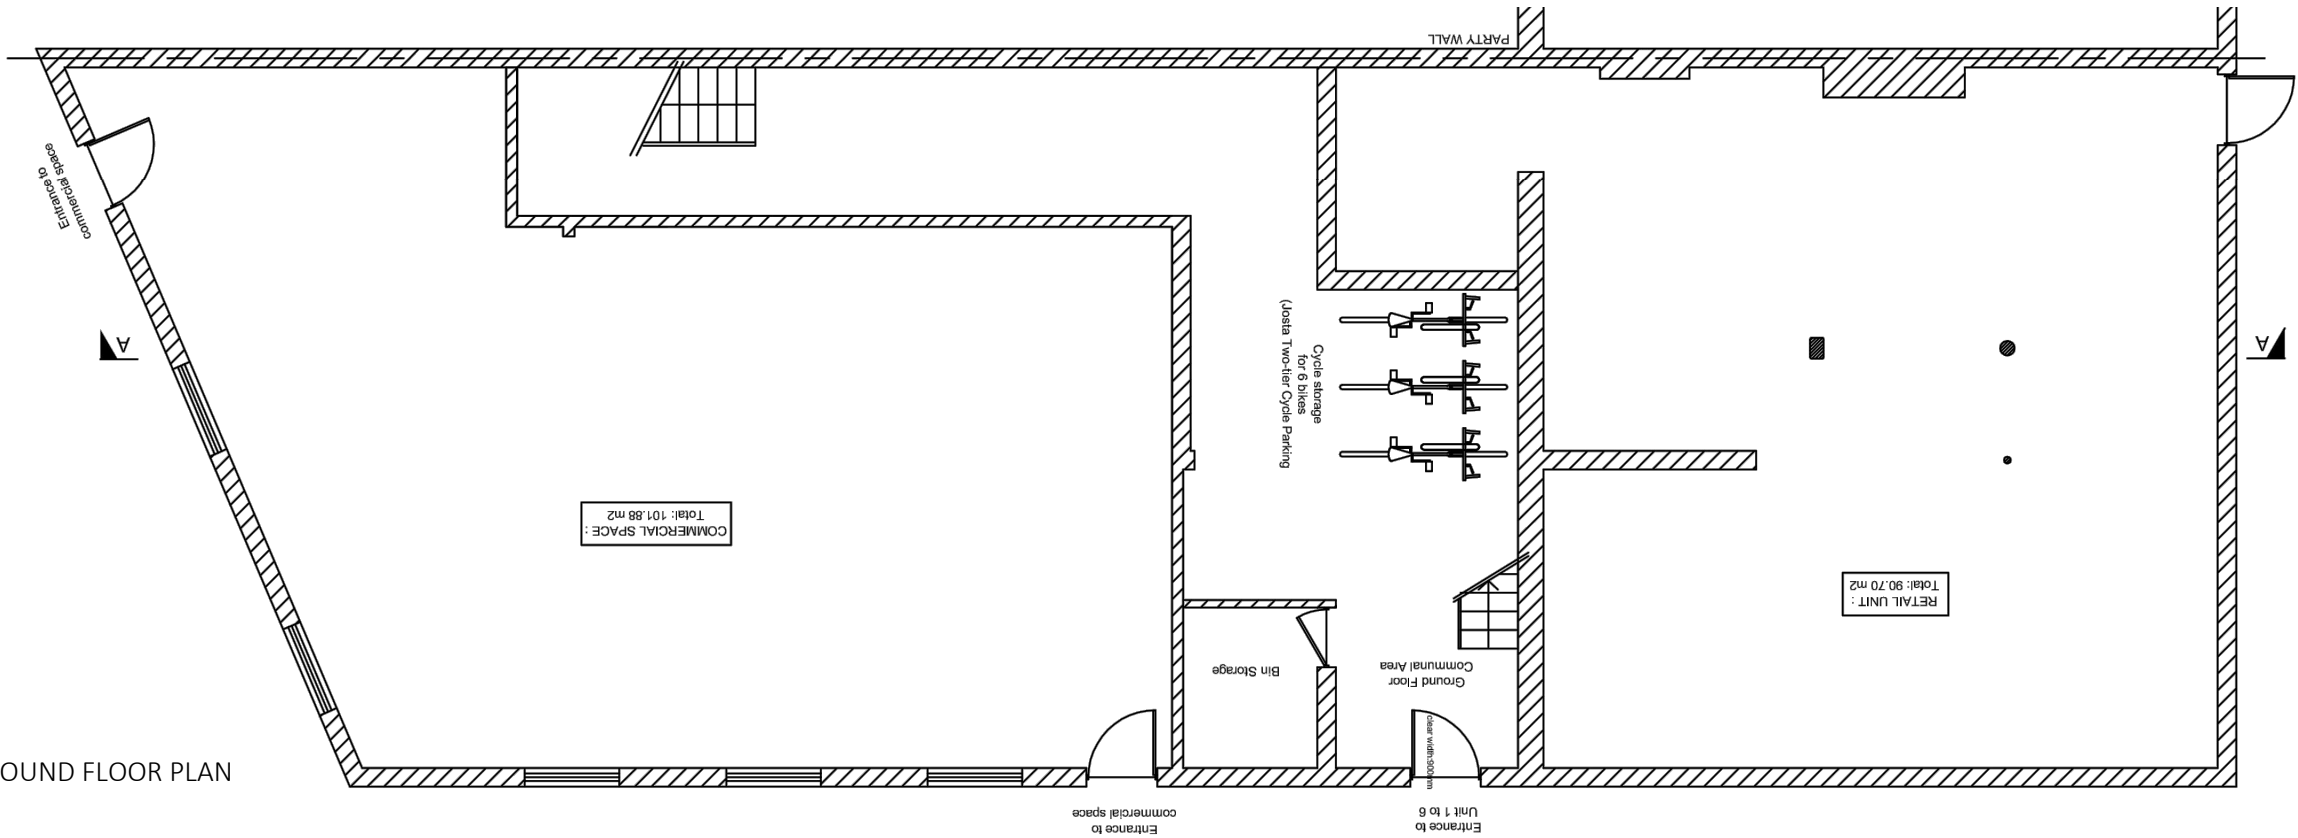 PARTY WALL
Entrance to
commercial space
A
A
Cycle storage
for 6 bikes
(Josta Two-tier Cycle Parking
COMMERCIAL SPACE :
Total: 101.88 m2
RETAIL UNIT :
Total: 90.70 m2
Bin Storage
Ground Floor
Communal Area
clear width:900mm
OUND FLOOR PLAN
Entrance to
commercial space
Entrance to
Unit 1 to 6